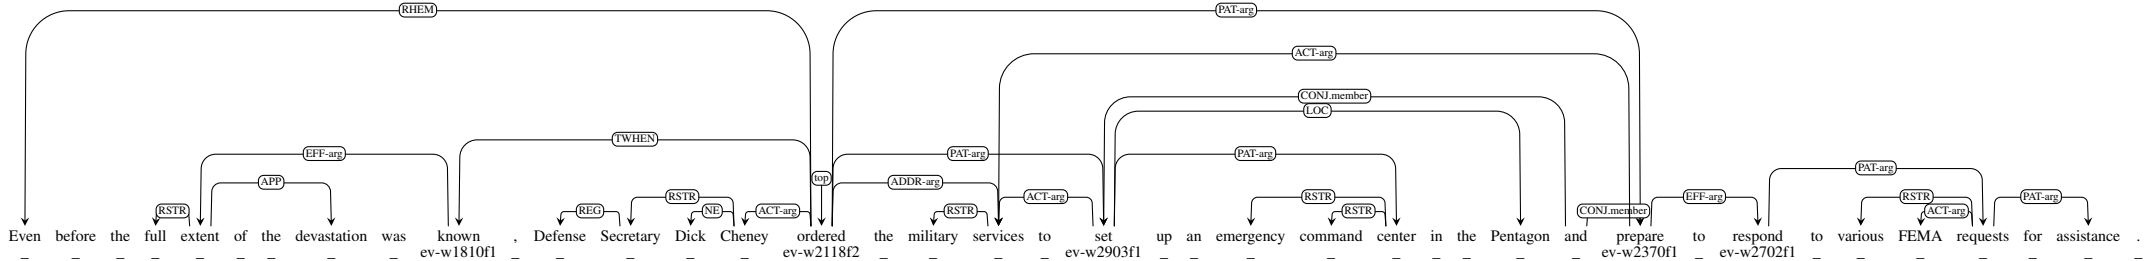 RHEM PAT-arg
ACT-arg
CONJ.member
LOC
TWHEN
EFF-arg PAT-arg PAT-arg
PAT-arg
APP top ADDR-arg
RSTR ACT-arg RSTR EFF-arg RSTR PAT-arg
RSTR REG NE ACT-arg RSTR RSTR CONJ.member ACT-arg
Even before the full extent of the devastation was known , Defense Secretary Dick Cheney ordered the military services to set up an emergency command center in the Pentagon and prepare to respond to various FEMA requests for assistance .
ev-w1810f1 ev-w2118f2 ev-w2903f1 ev-w2370f1 ev-w2702f1
_ _ _ _ _ _ _ _ _ _ _ _ _ _ _ _ _ _ _ _ _ _ _ _ _ _ _ _ _ _ _ _ _ _ _ _ _ _ _